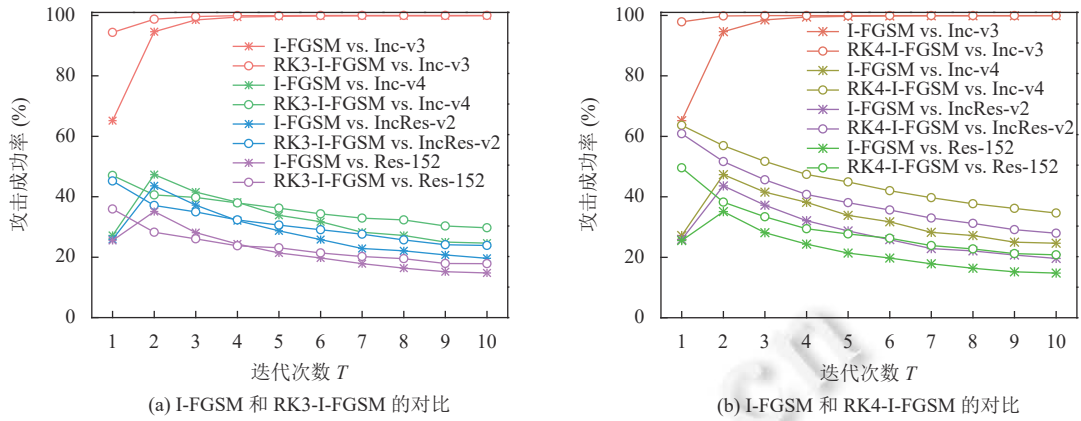 100
80
60
40
20
0
攻击成功率 (%)
I-FGSM vs. Inc-v3
RK3-I-FGSM vs. Inc-v3
I-FGSM vs. Inc-v4
RK3-I-FGSM vs. Inc-v4
I-FGSM vs. IncRes-v2
RK3-I-FGSM vs. IncRes-v2
I-FGSM vs. Res-152
RK3-I-FGSM vs. Res-152
1 2 3 4 5 6 7 8 9 10
迭代次数 T
(a) I-FGSM 和 RK3-I-FGSM 的对比
100
80
60
40
20
0
攻击成功率 (%)
I-FGSM vs. Inc-v3
RK4-I-FGSM vs. Inc-v3
I-FGSM vs. Inc-v4
RK4-I-FGSM vs. Inc-v4
I-FGSM vs. IncRes-v2
RK4-I-FGSM vs. IncRes-v2
I-FGSM vs. Res-152
RK4-I-FGSM vs. Res-152
1 2 3 4 5 6 7 8 9 10
迭代次数 T
(b) I-FGSM 和 RK4-I-FGSM 的对比
cn